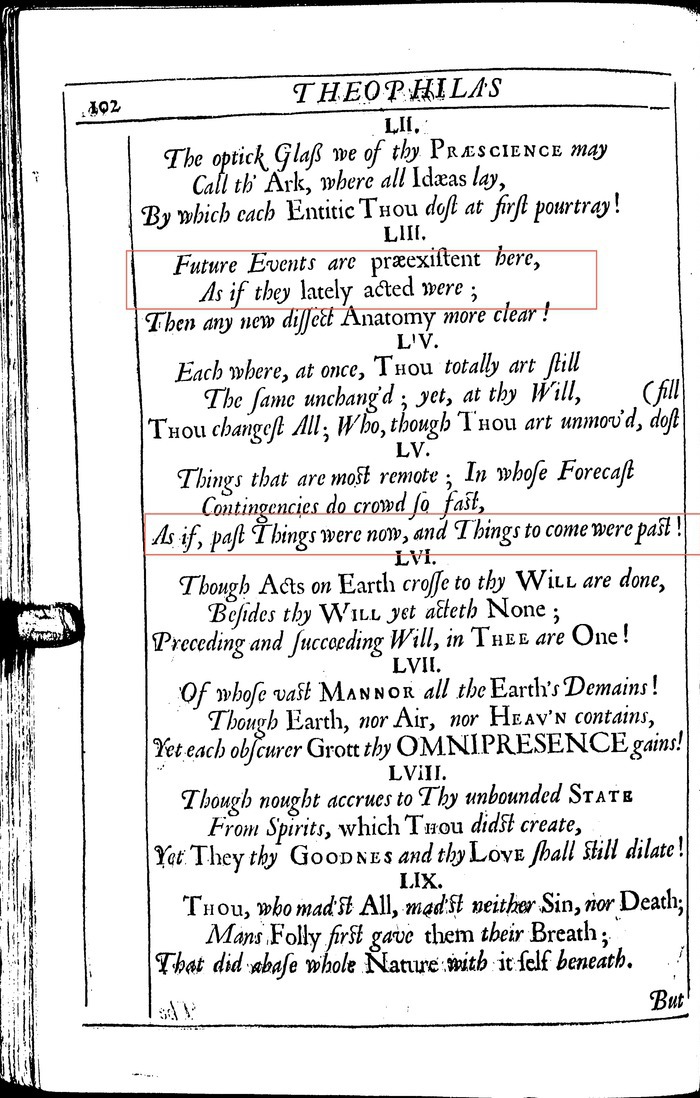 102
THEOPHILA'S
LII.
The optick Glaſs we of thy PRÆSCIENCE may
Call th' Ark, where all Idæas lay,
By which each Entitie THOU doſt at firſt pourtray!
LIII.
Future Events are præexiſtent here,
As if they lately acted were ;
Then any new diſſect Anatomy more clear !
L'V.
Each where, at once, THOU totally art ſtill
The ſame unchang'd ; yet, at thy Will,
(fill
THOU changeſt All; Who, though THOU art unmov'd, doſt
LV.
Things that are moſt remote ; In whoſe Forecaſt
Contingencies do crowd ſo faſt,
As if, paſt Things were now, and Things to come were paſt !
LVI.
Though Acts on Earth croſſe to thy WILL are done,
Beſides thy WILL yet acteth None ;
Preceding and ſucceeding Will, in THEE are One !
LVII.
Of whoſe vaſt MANNOR all the Earth's Demains !
Though Earth, nor Air, nor HEAV'N contains,
Yet each obſcurer Grott thy OMNIPRESENCE gains!
LVIII.
Though nought accrues to Thy unbounded STATE
From Spirits, which THOU didſt create,
Yet They thy GOODNES and thy LOVE ſhall ſtill dilate !
LIX.
THOU, who mad'ſt All, mad'ſt neither Sin, nor Death;
Mans Folly firſt gave them their Breath ;
That did abaſe whole Nature with it ſelf beneath.
But